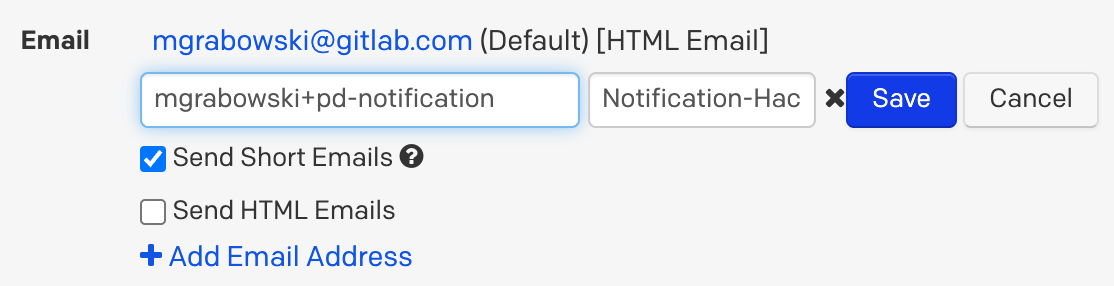 Email mgrabowski@gitlab.com (Default) [HTML Email]
mgrabowski+pd-notification Notification-Hac Save Cancel
Send Short Emails
Send HTML Emails
Add Email Address